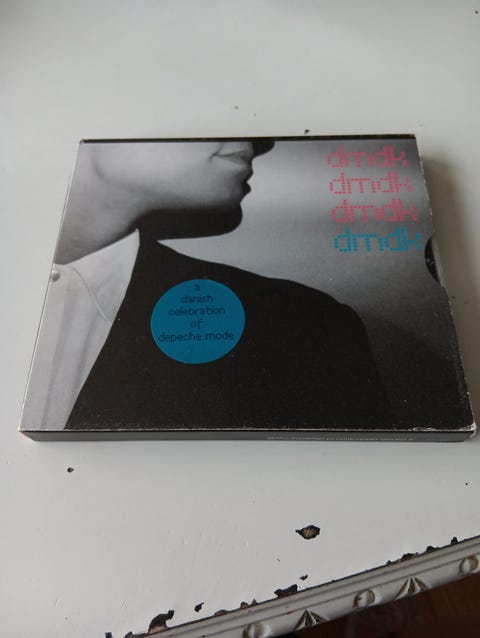 dmdk
dmdk
dmdk
dmdk
a
danish
celebration
of
depeche mode